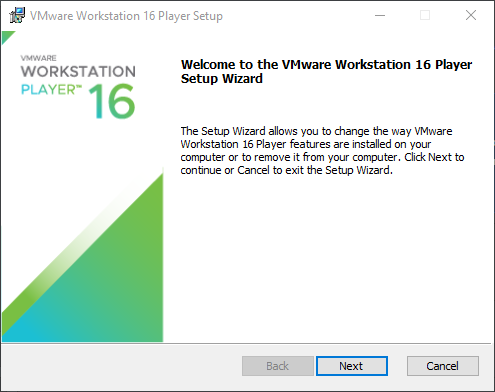 VMware Workstation 16 Player Setup
VMWARE
WORKSTATION
PLAYER™ 16
Welcome to the VMware Workstation 16 Player
Setup Wizard
The Setup Wizard allows you to change the way VMware
Workstation 16 Player features are installed on your
computer or to remove it from your computer. Click Next to
continue or Cancel to exit the Setup Wizard.
Back
Next
Cancel